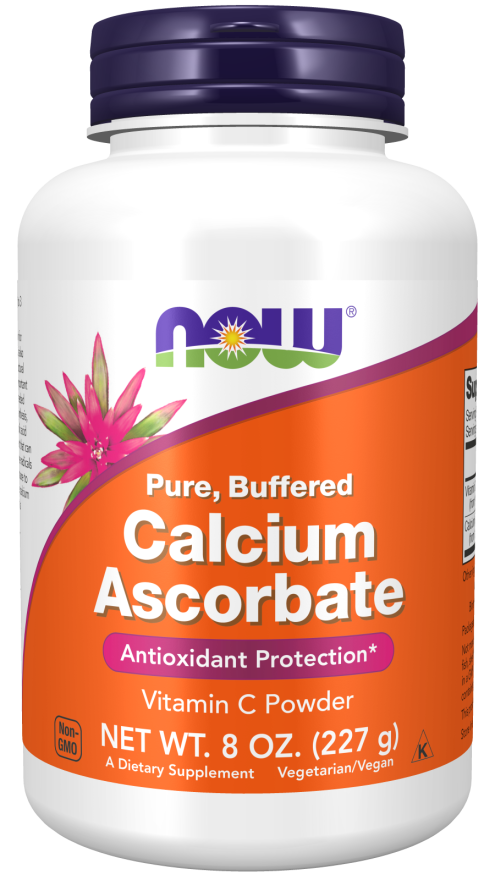 now®
Pure, Buffered
Calcium
Ascorbate
Antioxidant Protection*
Vitamin C Powder
Non-
GMO
NET WT. 8 OZ. (227 g)
K
A Dietary Supplement Vegetarian/Vegan